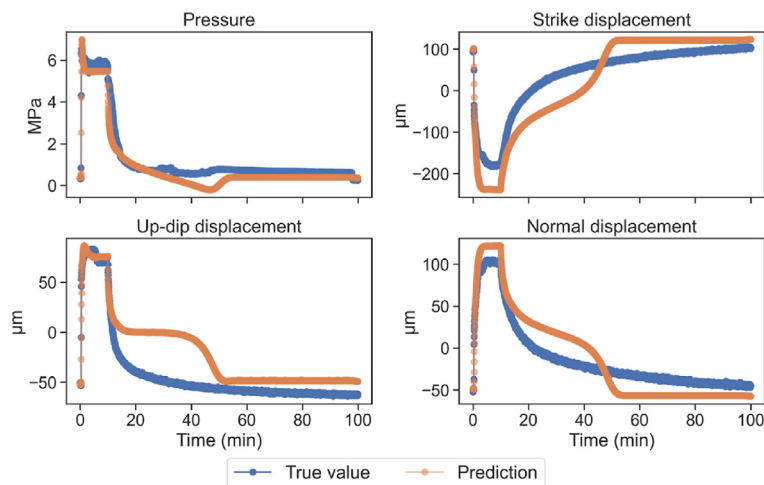 Pressure
Strike displacement
MPa
6
4
2
0
µm
100
0
−100
−200
Up-dip displacement
Normal displacement
µm
50
0
−50
µm
100
50
0
−50
0 20 40 60 80 100
0 20 40 60 80 100
Time (min)
Time (min)
True value
Prediction